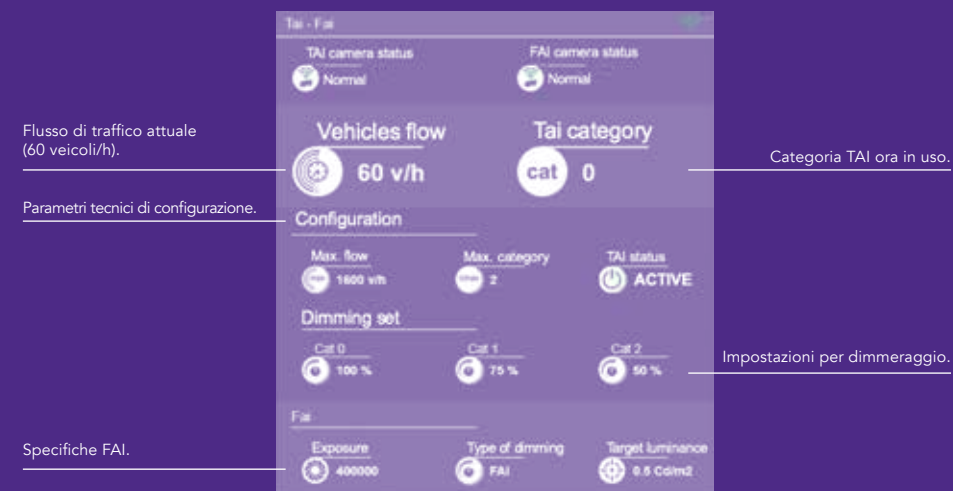 Tai - Fai
TAI camera status
FAI camera status
Normal
Normal
Flusso di traffico attuale
(60 veicoli/h).
Vehicles flow
Tai category
60 v/h
cat
0
Categoria TAI ora in uso.
Parametri tecnici di configurazione.
Configuration
Max. flow
Max. category
TAI status
1600 v/h
2
ACTIVE
Dimming set
Cat 0
Cat 1
Cat 2
100 %
75 %
50 %
Impostazioni per dimmeraggio.
Fai
Specifiche FAI.
Exposure
Type of dimming
Target luminance
400000
FAI
0.5 Cd/m2